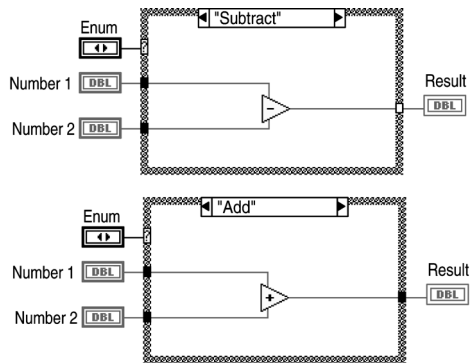 "Subtract"
Enum
?
Number 1 DBL
Result
DBL
-
Number 2 DBL
"Add"
Enum
?
Number 1 DBL
Result
DBL
+
Number 2 DBL